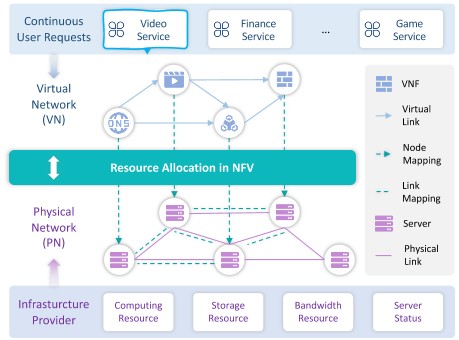 Continuous
User Requests
Video
Service
Finance
Service
...
Game
Service
Virtual
Network
(VN)
DNS
VNF
Virtual
Link
Node
Mapping
Resource Allocation in NFV
Link
Mapping
Physical
Network
(PN)
Server
Physical
Link
Infrasturcture
Provider
Computing
Resource
Storage
Resource
Bandwidth
Resource
Server
Status